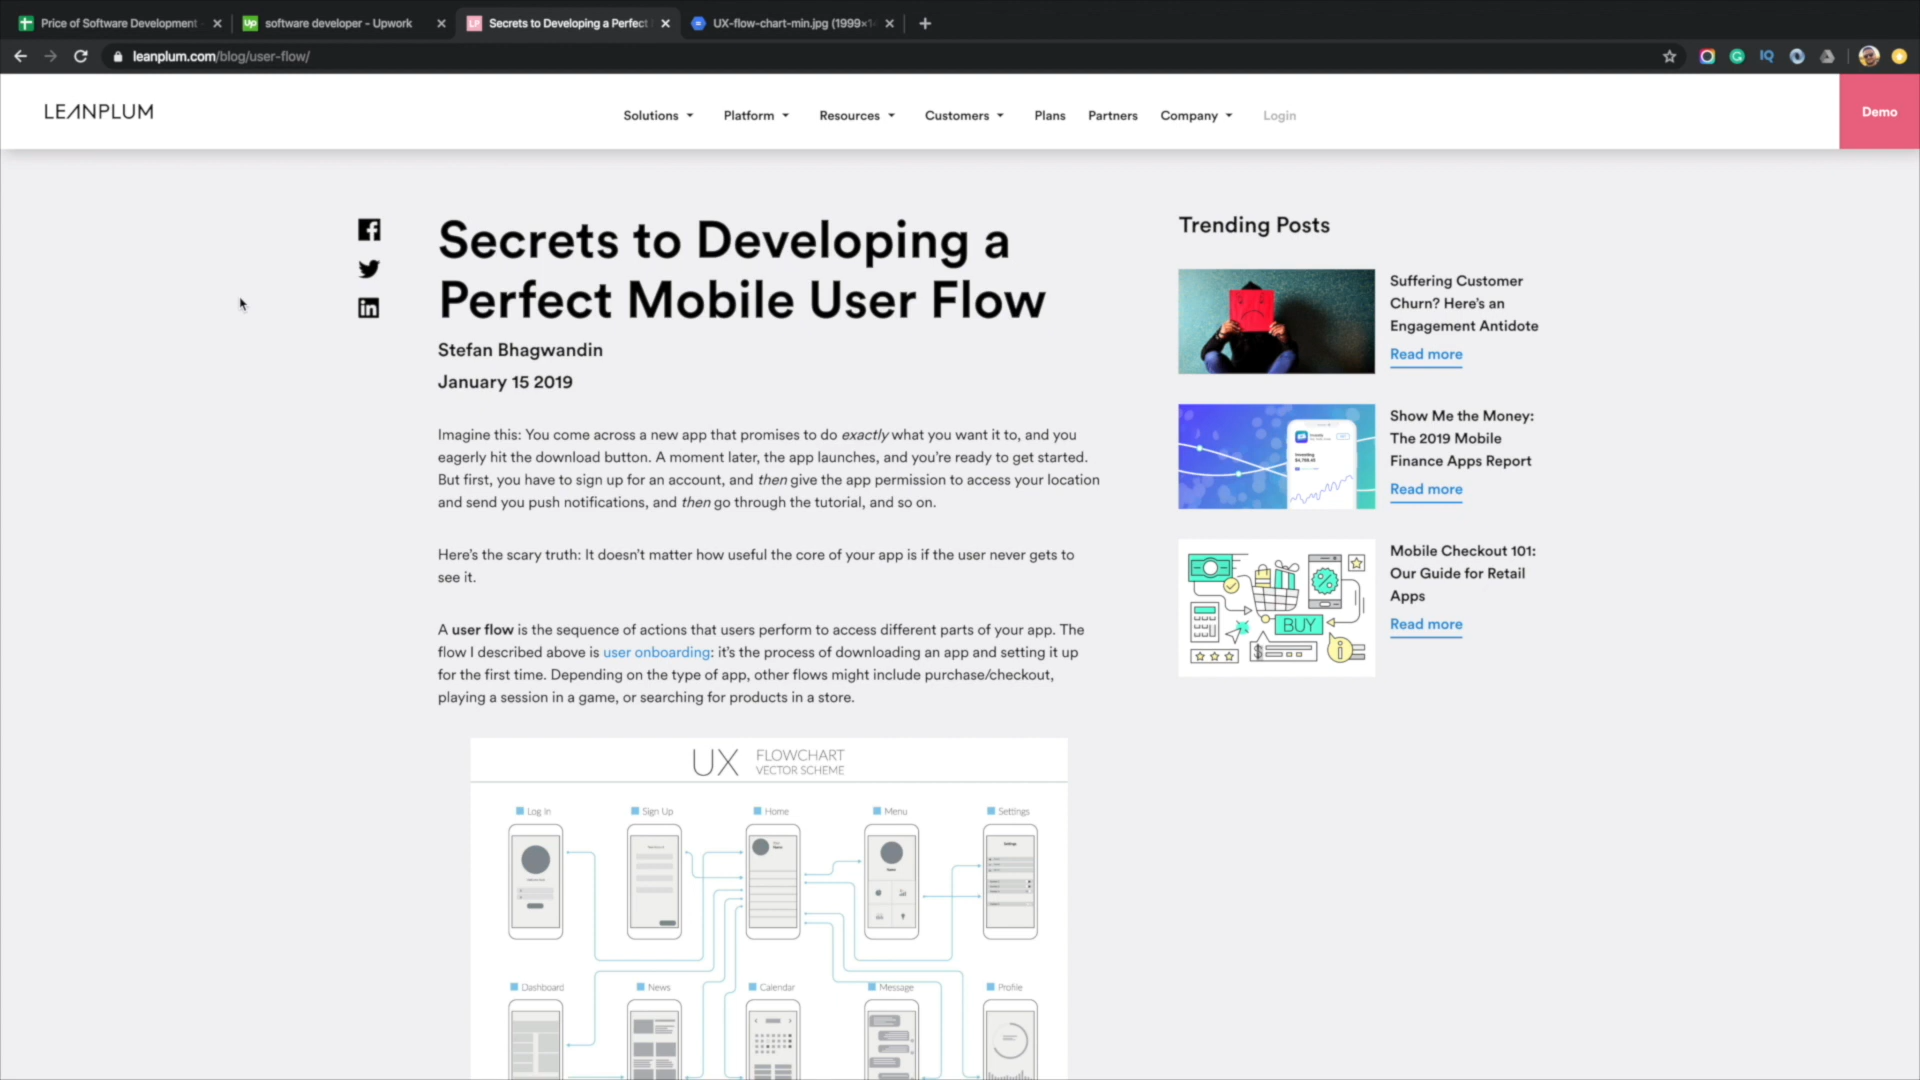 Price of Software Development
software developer - Upwork
Secrets to Developing a Perfect
UX-flow-chart-min.jpg (1999×1
leanplum.com/blog/user-flow/
LEANPLUM
Solutions
Platform
Resources
Customers
Plans
Partners
Company
Login
Demo
Secrets to Developing a
Perfect Mobile User Flow
Stefan Bhagwandin
January 15 2019
Imagine this: You come across a new app that promises to do exactly what you want it to, and you
eagerly hit the download button. A moment later, the app launches, and you’re ready to get started.
But first, you have to sign up for an account, and then give the app permission to access your location
and send you push notifications, and then go through the tutorial, and so on.
Here’s the scary truth: It doesn’t matter how useful the core of your app is if the user never gets to
see it.
A user flow is the sequence of actions that users perform to access different parts of your app. The
flow I described above is user onboarding: it’s the process of downloading an app and setting it up
for the first time. Depending on the type of app, other flows might include purchase/checkout,
playing a session in a game, or searching for products in a store.
UX FLOWCHART
VECTOR SCHEME
Log in
Sign Up
Home
Menu
Settings
Dashboard
News
Calendar
Message
Profile
Trending Posts
Suffering Customer
Churn? Here’s an
Engagement Antidote
Read more
Show Me the Money:
The 2019 Mobile
Finance Apps Report
Read more
BUY
Mobile Checkout 101:
Our Guide for Retail
Apps
Read more